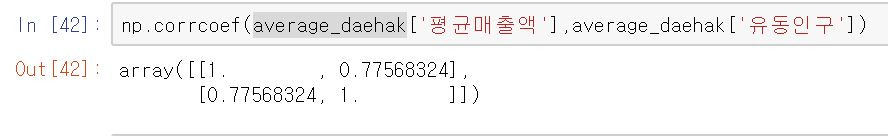 In [42]: np.corrcoef(average_daehak['평균매출액'],average_daehak['유동인구'])
Out[42]: array([[1.        , 0.77568324],
[0.77568324, 1.        ]])